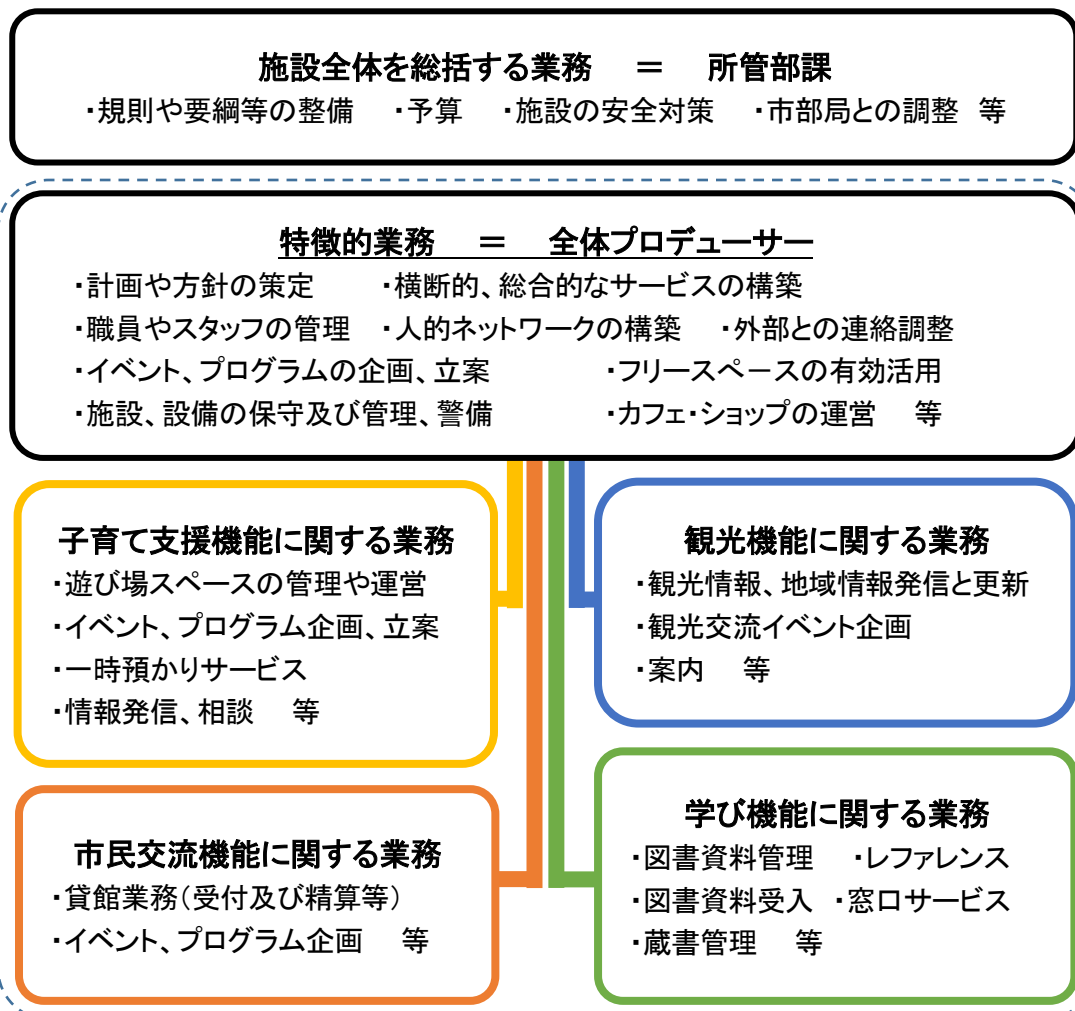 施設全体を総括する業務 ＝ 所管部課
・規則や要綱等の整備 ・予算 ・施設の安全対策 ・市部局との調整 等
特徴的業務 ＝ 全体プロデューサー
・計画や方針の策定 ・横断的、総合的なサービスの構築
・職員やスタッフの管理 ・人的ネットワークの構築 ・外部との連絡調整
・イベント、プログラムの企画、立案 ・フリースペースの有効活用
・施設、設備の保守及び管理、警備 ・カフェ・ショップの運営 等
子育て支援機能に関する業務
・遊び場スペースの管理や運営
・イベント、プログラム企画、立案
・一時預かりサービス
・情報発信、相談 等
観光機能に関する業務
・観光情報、地域情報発信と更新
・観光交流イベント企画
・案内 等
市民交流機能に関する業務
・貸館業務（受付及び精算等）
・イベント、プログラム企画 等
学び機能に関する業務
・図書資料管理 ・レファレンス
・図書資料受入 ・窓口サービス
・蔵書管理 等